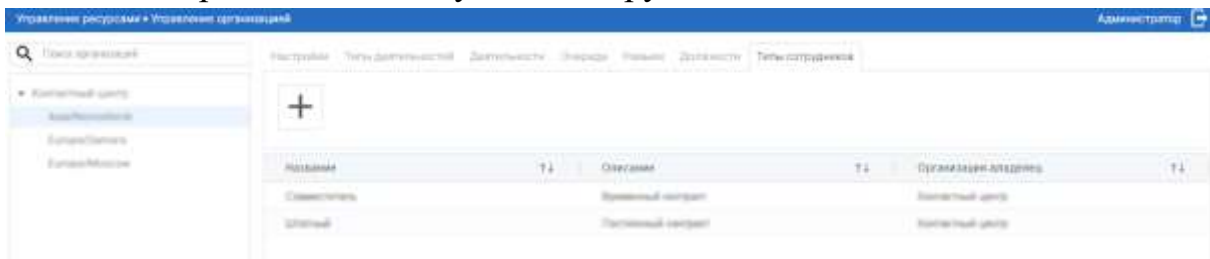 Управление ресурсами • Управление организацией
Администратор
Поиск организаций
Настройки Типы деятельностей Деятельности Очереди Навыки Должности Типы сотрудников
Контактный центр
Asia/Novosibirsk
Europe/Samara
Europe/Moscow
Название Описание Организация-владелец
Совместитель Временный контракт Контактный центр
Штатный Постоянный контракт Контактный центр